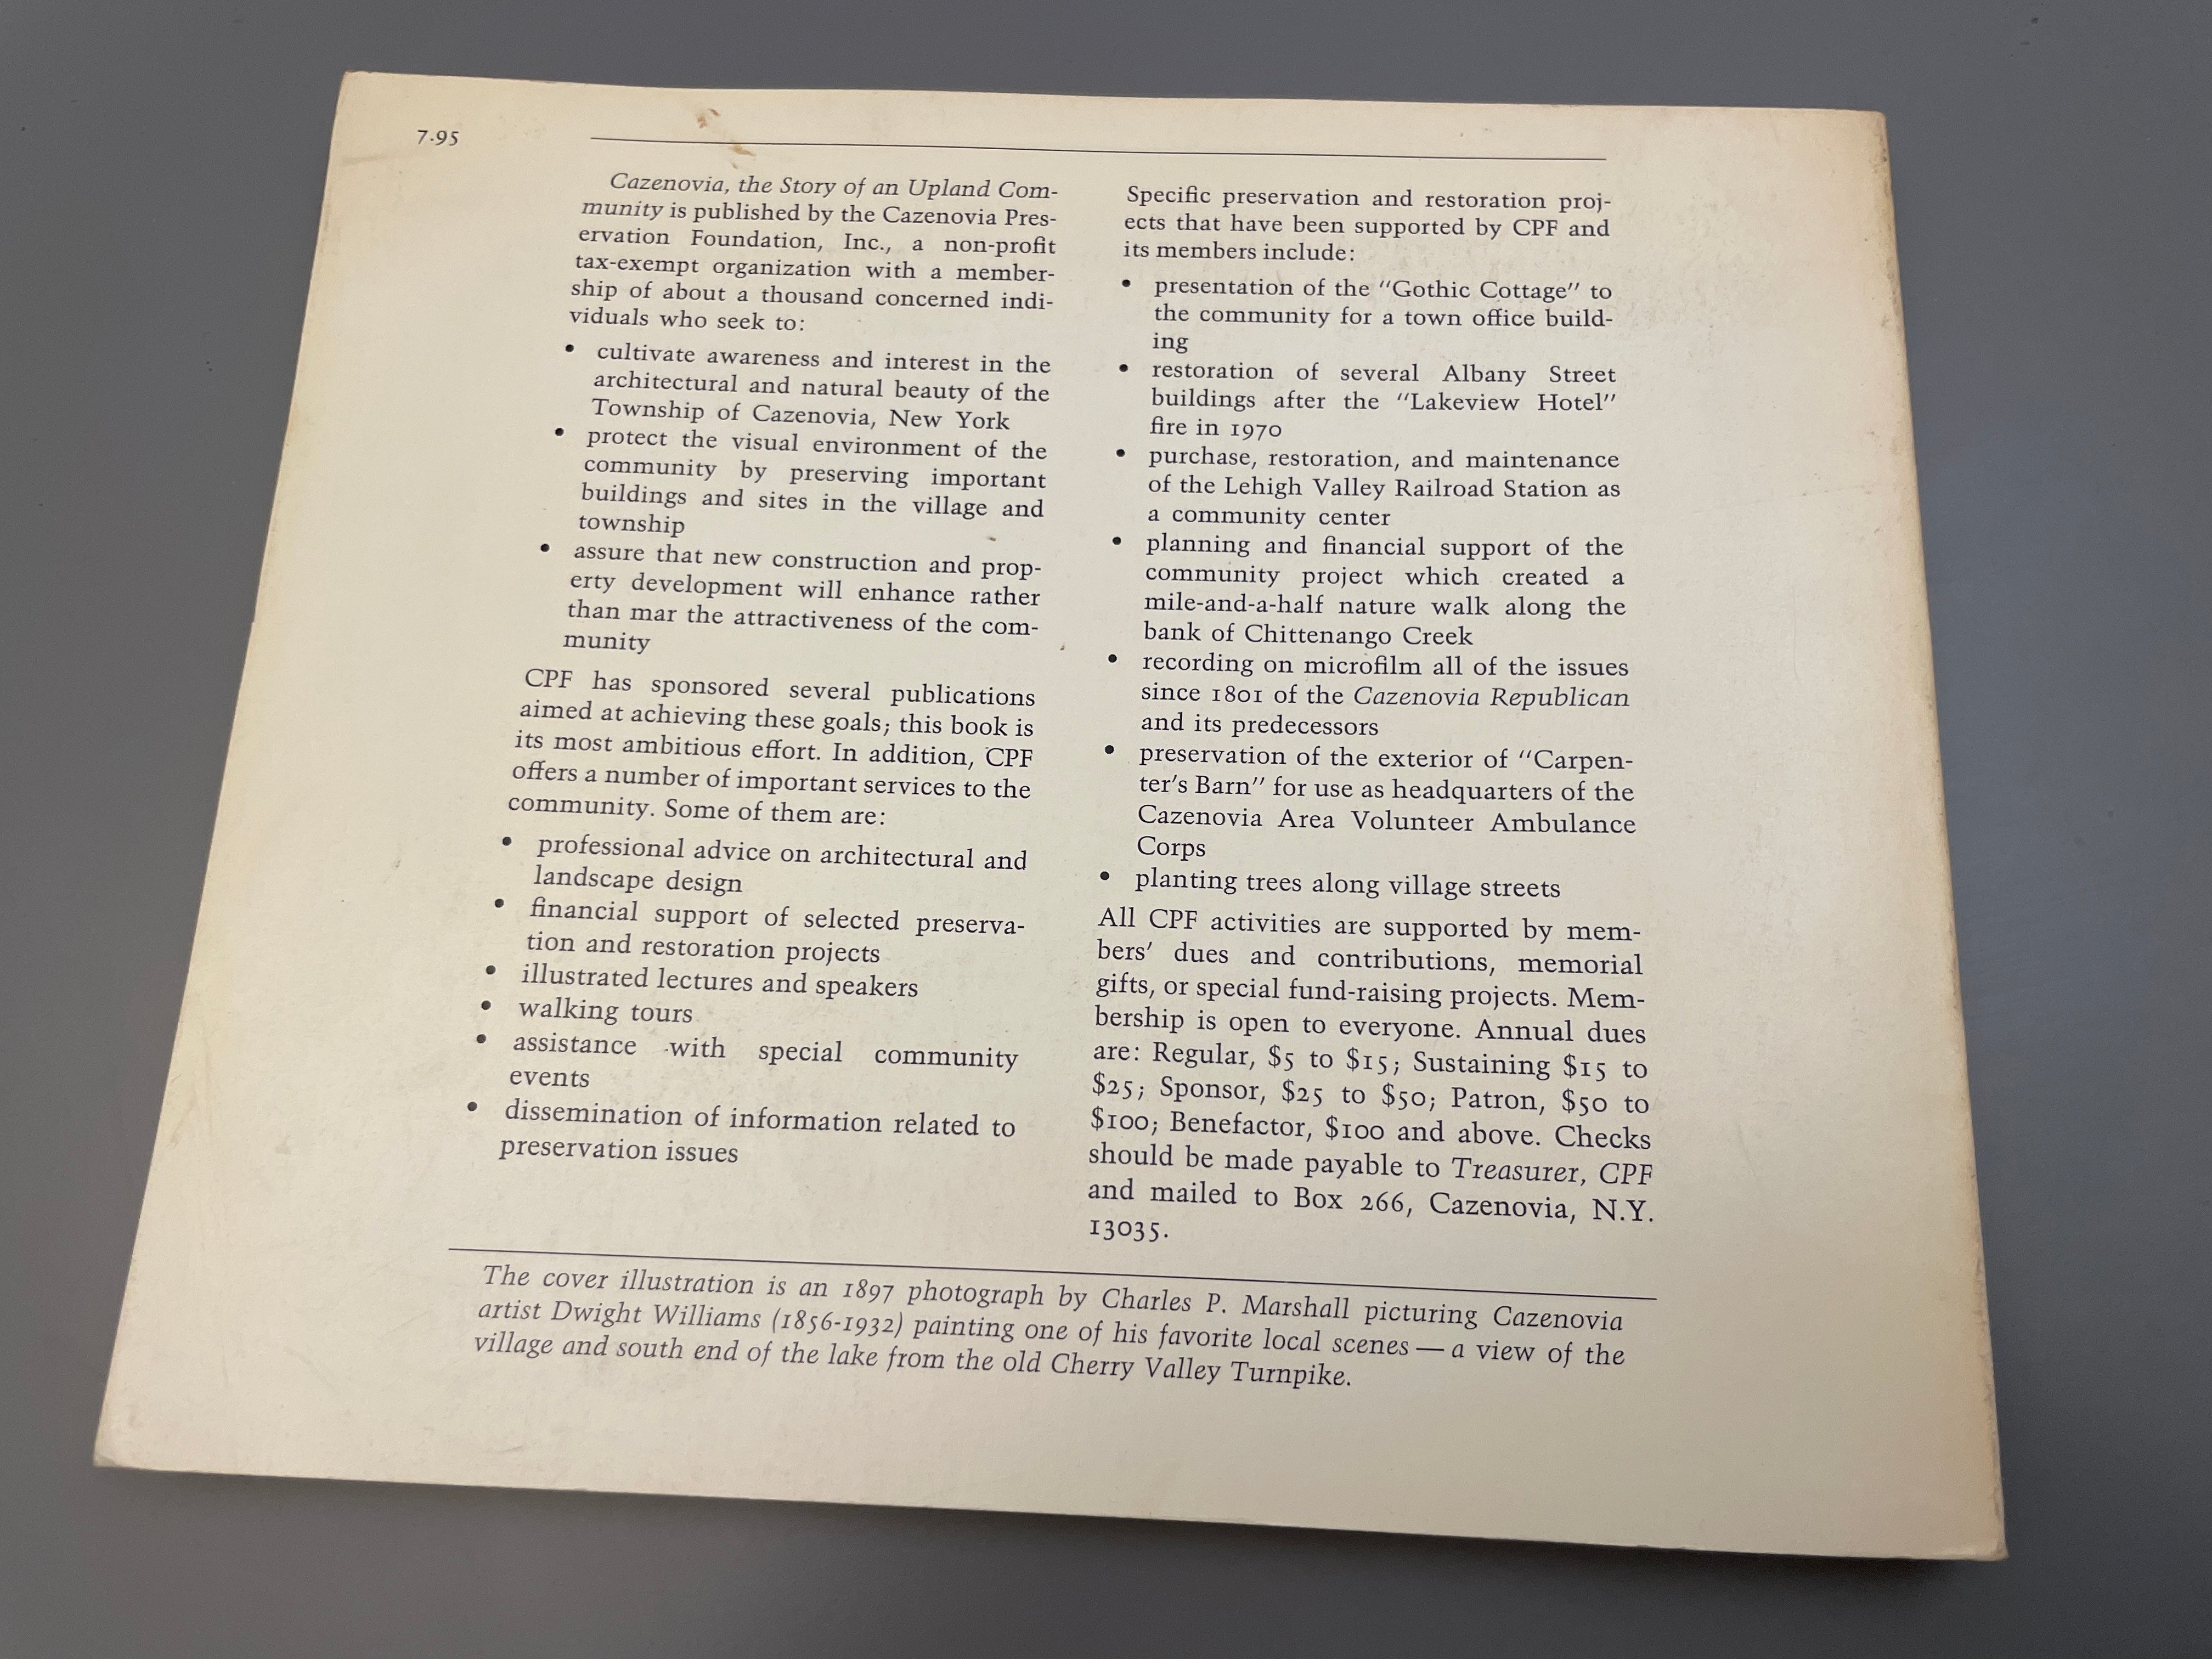 7.95
Cazenovia, the Story of an Upland Com-
munity is published by the Cazenovia Pres-
ervation Foundation, Inc., a non-profit
tax-exempt organization with a member-
ship of about a thousand concerned indi-
viduals who seek to:
• cultivate awareness and interest in the
architectural and natural beauty of the
Township of Cazenovia, New York
• protect the visual environment of the
community by preserving important
buildings and sites in the village and
township
• assure that new construction and prop-
erty development will enhance rather
than mar the attractiveness of the com-
munity
CPF has sponsored several publications
aimed at achieving these goals; this book is
its most ambitious effort. In addition, CPF
offers a number of important services to the
community. Some of them are:
• professional advice on architectural and
landscape design
• financial support of selected preserva-
tion and restoration projects
• illustrated lectures and speakers
• walking tours
• assistance with special community
events
• dissemination of information related to
preservation issues
Specific preservation and restoration proj-
ects that have been supported by CPF and
its members include:
• presentation of the "Gothic Cottage" to
the community for a town office build-
ing
• restoration of several Albany Street
buildings after the "Lakeview Hotel"
fire in 1970
• purchase, restoration, and maintenance
of the Lehigh Valley Railroad Station as
a community center
• planning and financial support of the
community project which created a
mile-and-a-half nature walk along the
bank of Chittenango Creek
• recording on microfilm all of the issues
since 1801 of the Cazenovia Republican
and its predecessors
• preservation of the exterior of "Carpen-
ter's Barn" for use as headquarters of the
Cazenovia Area Volunteer Ambulance
Corps
• planting trees along village streets
All CPF activities are supported by mem-
bers' dues and contributions, memorial
gifts, or special fund-raising projects. Mem-
bership is open to everyone. Annual dues
are: Regular, $5 to $15; Sustaining $15 to
$25; Sponsor, $25 to $50; Patron, $50 to
$100; Benefactor, $100 and above. Checks
should be made payable to Treasurer, CPF
and mailed to Box 266, Cazenovia, N.Y.
13035.
The cover illustration is an 1897 photograph by Charles P. Marshall picturing Cazenovia
artist Dwight Williams (1856-1932) painting one of his favorite local scenes — a view of the
village and south end of the lake from the old Cherry Valley Turnpike.